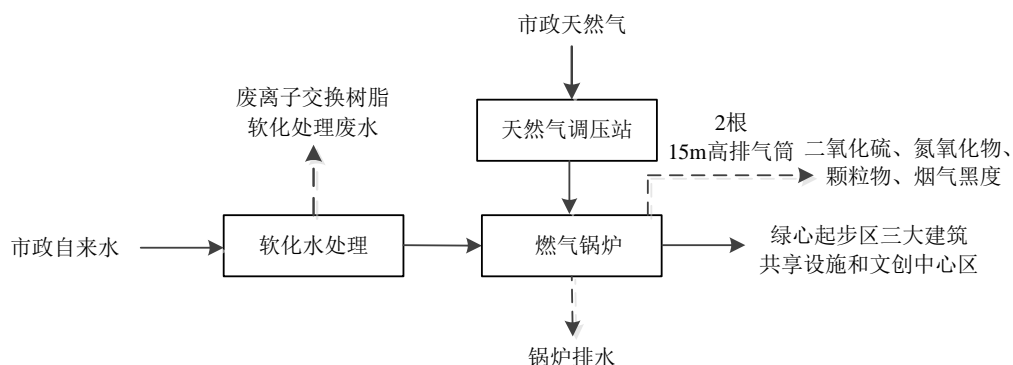 市政天然气
废离子交换树脂
软化处理废水
天然气调压站
2根
15m高排气筒
二氧化硫、氮氧化物、
颗粒物、烟气黑度
市政自来水
软化水处理
燃气锅炉
绿心起步区三大建筑
共享设施和文创中心区
锅炉排水